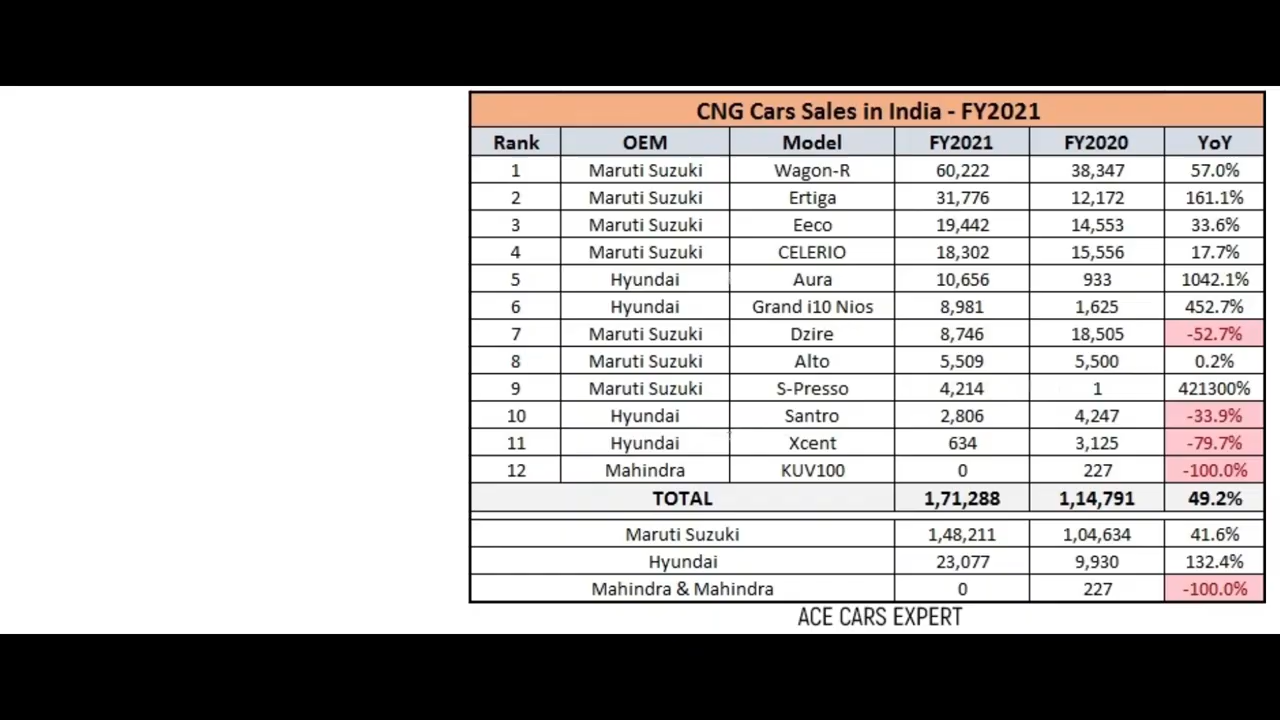 CNG Cars Sales in India - FY2021
Rank OEM Model FY2021 FY2020 YoY
1 Maruti Suzuki Wagon-R 60,222 38,347 57.0%
2 Maruti Suzuki Ertiga 31,776 12,172 161.1%
3 Maruti Suzuki Eeco 19,442 14,553 33.6%
4 Maruti Suzuki CELERIO 18,302 15,556 17.7%
5 Hyundai Aura 10,656 933 1042.1%
6 Hyundai Grand i10 Nios 8,981 1,625 452.7%
7 Maruti Suzuki Dzire 8,746 18,505 -52.7%
8 Maruti Suzuki Alto 5,509 5,500 0.2%
9 Maruti Suzuki S-Presso 4,214 1 421300%
10 Hyundai Santro 2,806 4,247 -33.9%
11 Hyundai Xcent 634 3,125 -79.7%
12 Mahindra KUV100 0 227 -100.0%
TOTAL 1,71,288 1,14,791 49.2%
Maruti Suzuki 1,48,211 1,04,634 41.6%
Hyundai 23,077 9,930 132.4%
Mahindra & Mahindra 0 227 -100.0%
ACE CARS EXPERT